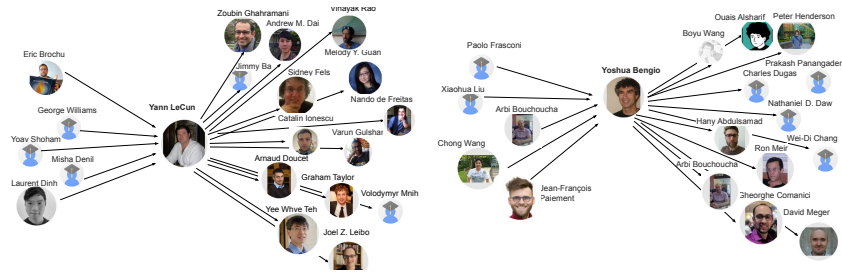 Zoubin Ghahramani
Vinayak Rao
Andrew M. Dai
Eric Brochu
Jimmy Ba
Melody Y. Guan
Sidney Fels
Yann LeCun
George Williams
Nando de Freitas
Catalin Ionescu
Yoav Shoham
Varun Gulshan
Misha Denil
Arnaud Doucet
Laurent Dinh
Graham Taylor
Volodymyr Mnih
Yee Whye Teh
Joel Z. Leibo
Ouais Alsharif
Peter Henderson
Boyu Wang
Paolo Frasconi
Prakash Panangaden
Yoshua Bengio
Charles Dugas
Xiaohua Liu
Nathaniel D. Daw
Arbi Bouchoucha
Hany Abdulsamad
Wei-Di Chang
Chong Wang
Ron Meir
Arbi Bouchoucha
Jean-François
Paiement
Gheorghe Comanici
David Meger